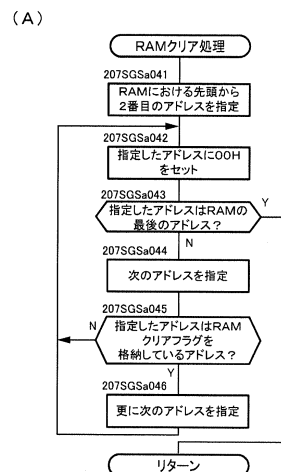 (A)
RAMクリア処理
207SGSa041
RAMにおける先頭から
2番目のアドレスを指定
207SGSa042
指定したアドレスに00H
をセット
207SGSa043
指定したアドレスはRAMの
最後のアドレス?
Y
N
207SGSa044
次のアドレスを指定
207SGSa045
指定したアドレスはRAM
クリアフラグを
格納しているアドレス?
N
Y
207SGSa046
更に次のアドレスを指定
リターン